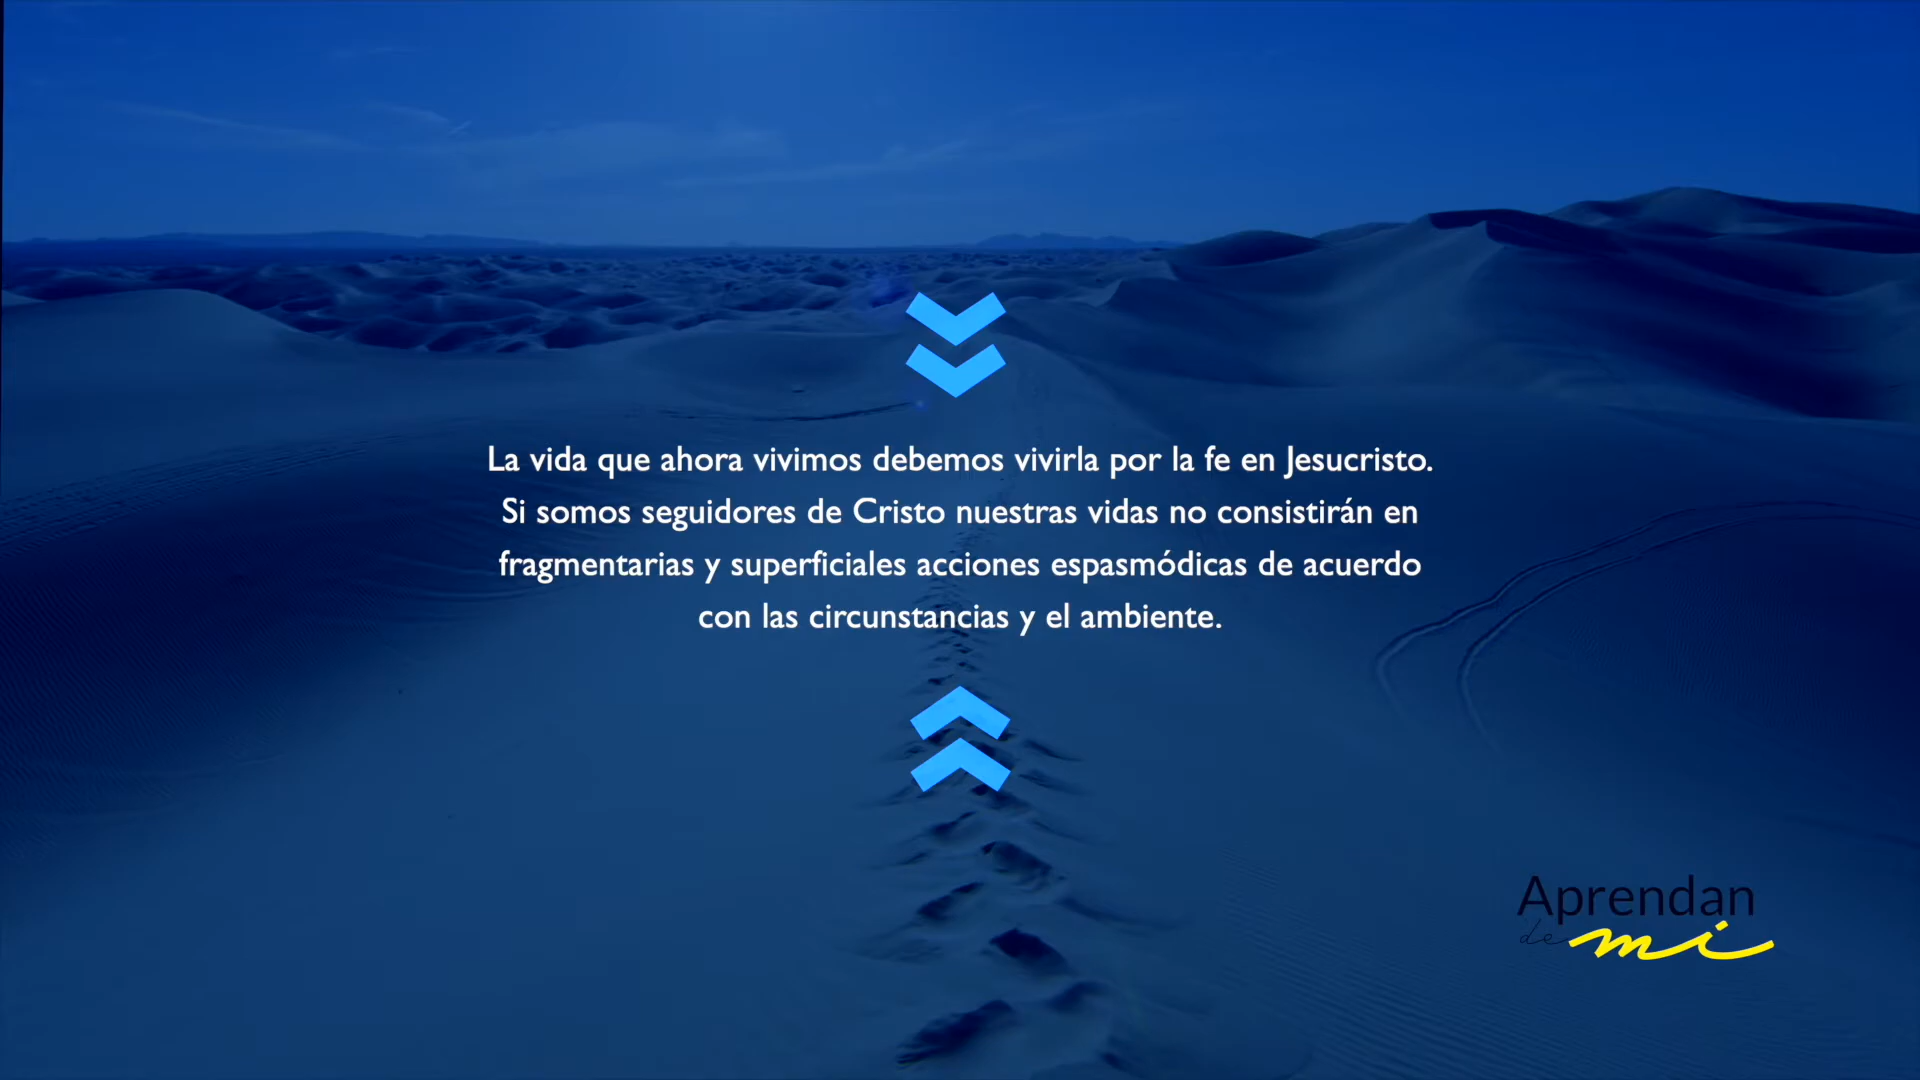 La vida que ahora vivimos debemos vivirla por la fe en Jesucristo.
Si somos seguidores de Cristo nuestras vidas no consistirán en
fragmentarias y superficiales acciones espasmódicas de acuerdo
con las circunstancias y el ambiente.
Aprendan
de mi